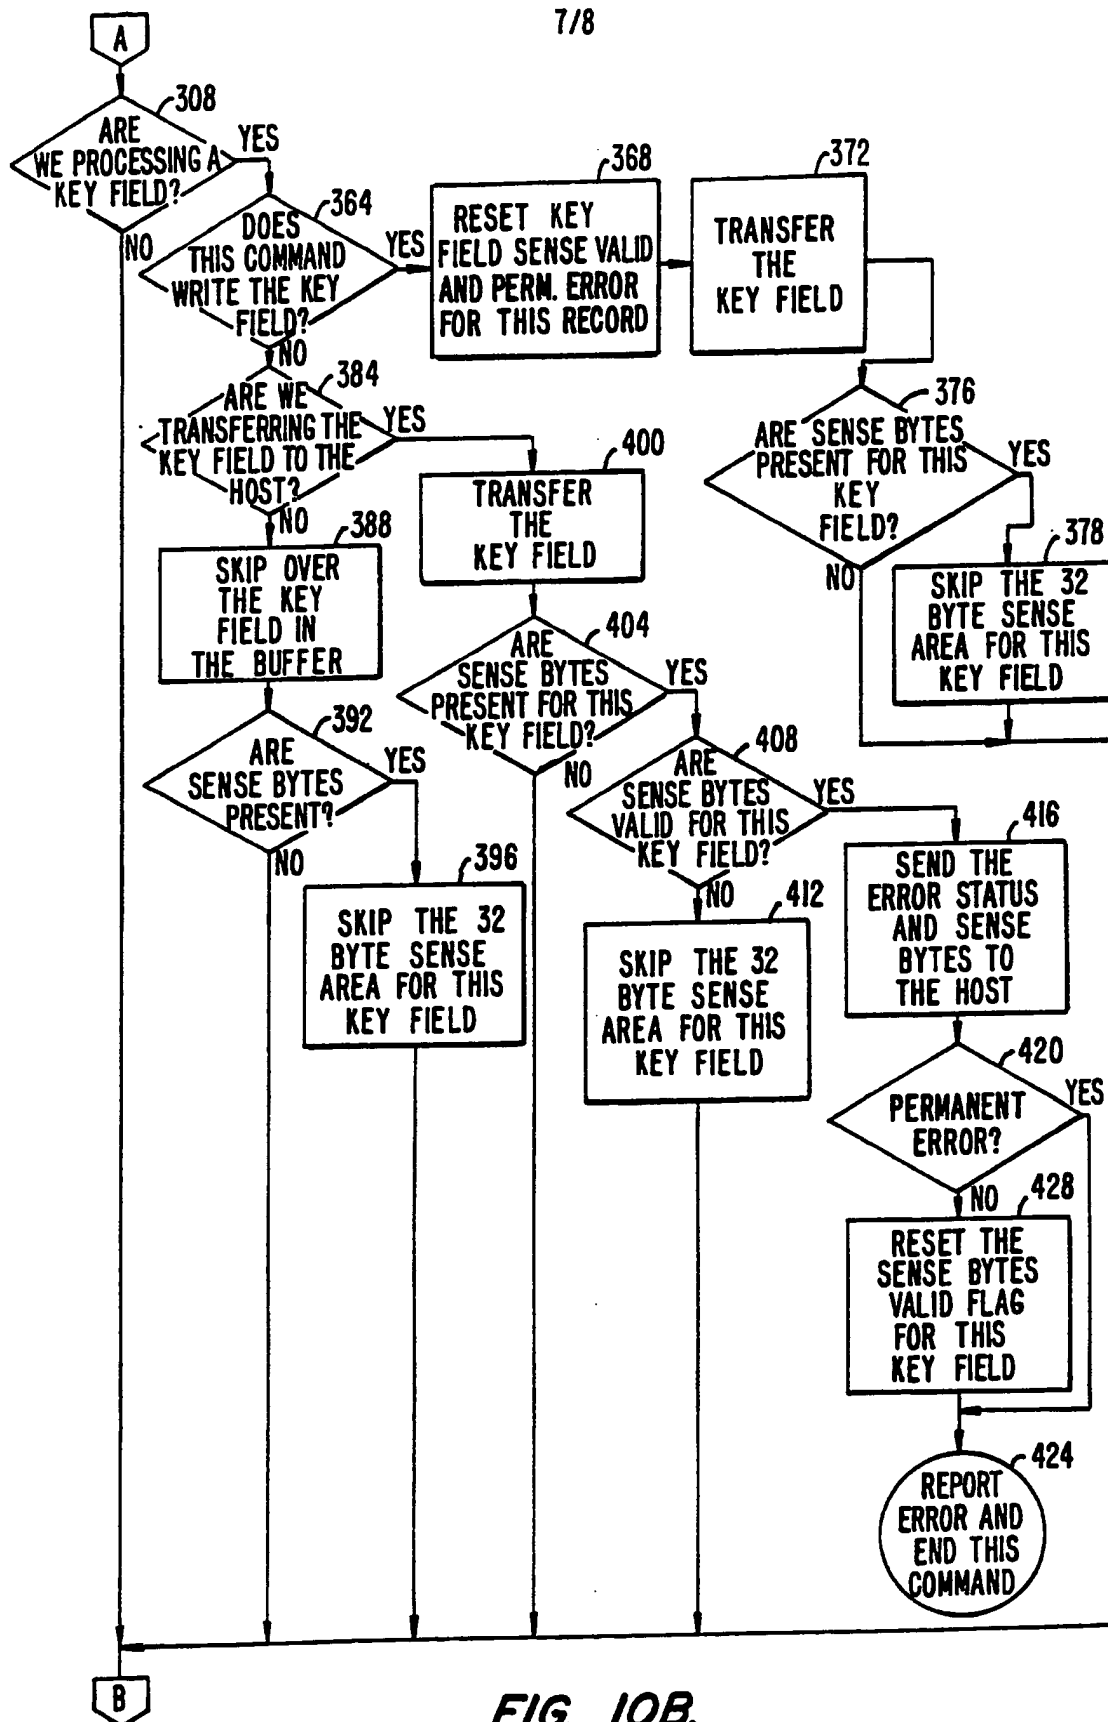 7/8
A
308
ARE
WE PROCESSING A
KEY FIELD?
YES
NO
364
DOES
THIS COMMAND
WRITE THE KEY
FIELD?
YES
NO
368
RESET KEY
FIELD SENSE VALID
AND PERM. ERROR
FOR THIS RECORD
372
TRANSFER
THE
KEY FIELD
376
ARE SENSE BYTES
PRESENT FOR THIS
KEY
FIELD?
YES
NO
378
SKIP THE 32
BYTE SENSE
AREA FOR THIS
KEY FIELD
384
ARE WE
TRANSFERRING THE
KEY FIELD TO THE
HOST?
YES
NO
388
SKIP OVER
THE KEY
FIELD IN
THE BUFFER
392
ARE
SENSE BYTES
PRESENT?
YES
NO
396
SKIP THE 32
BYTE SENSE
AREA FOR THIS
KEY FIELD
400
TRANSFER
THE
KEY FIELD
404
ARE
SENSE BYTES
PRESENT FOR THIS
KEY FIELD?
YES
NO
408
ARE
SENSE BYTES
VALID FOR THIS
KEY FIELD?
YES
NO
412
SKIP THE 32
BYTE SENSE
AREA FOR THIS
KEY FIELD
416
SEND THE
ERROR STATUS
AND SENSE
BYTES TO
THE HOST
420
PERMANENT
ERROR?
YES
NO
428
RESET THE
SENSE BYTES
VALID FLAG
FOR THIS
KEY FIELD
424
REPORT
ERROR AND
END THIS
COMMAND
B
FIG. 10B.